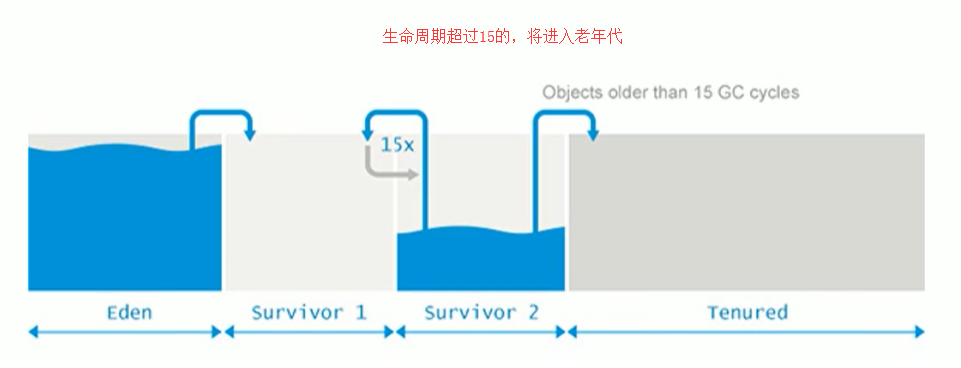 生命周期超过15的，将进入老年代
Objects older than 15 GC cycles
15x
Eden
Survivor 1
Survivor 2
Tenured